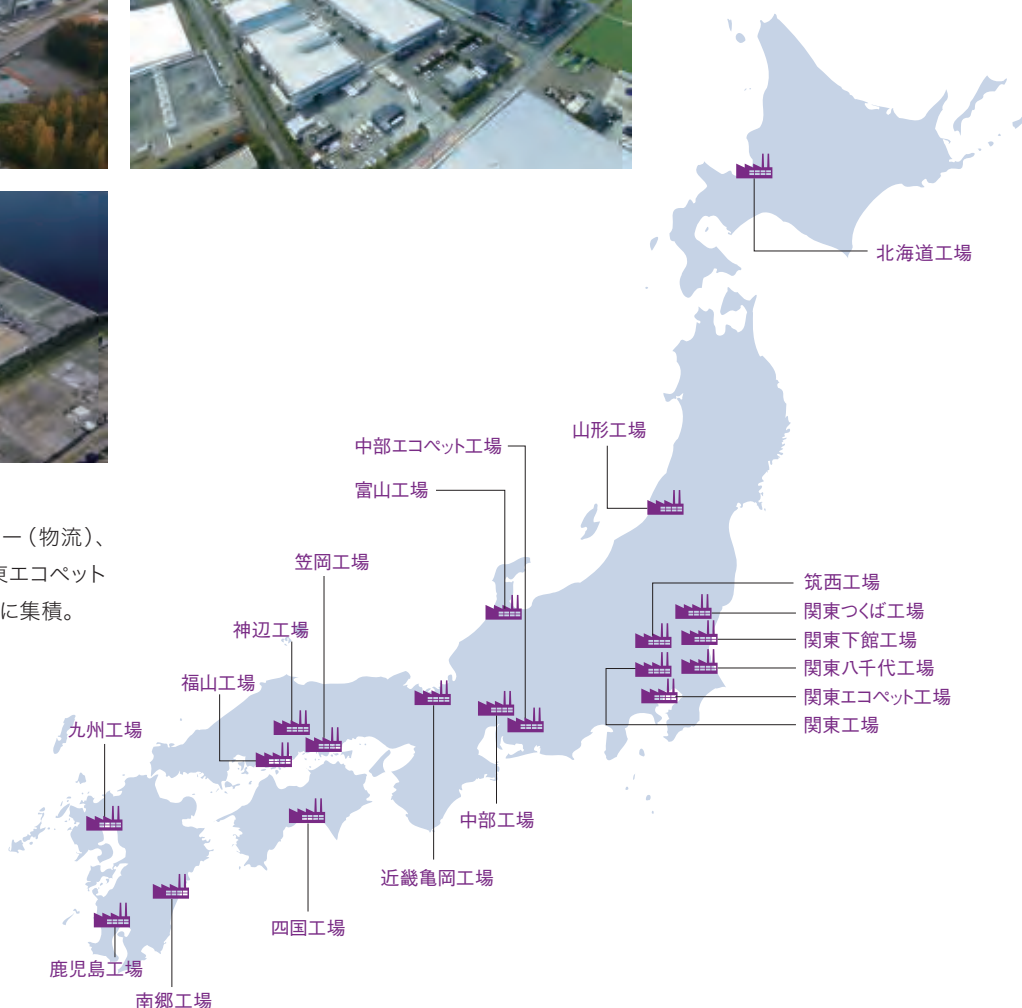 北海道工場
山形工場
中部エコペット工場
富山工場
ー（物流）、
東エコペット
に集積。
笠岡工場
神辺工場
福山工場
九州工場
筑西工場
関東つくば工場
関東下館工場
関東八千代工場
関東エコペット工場
関東工場
中部工場
近畿亀岡工場
四国工場
鹿児島工場
南郷工場